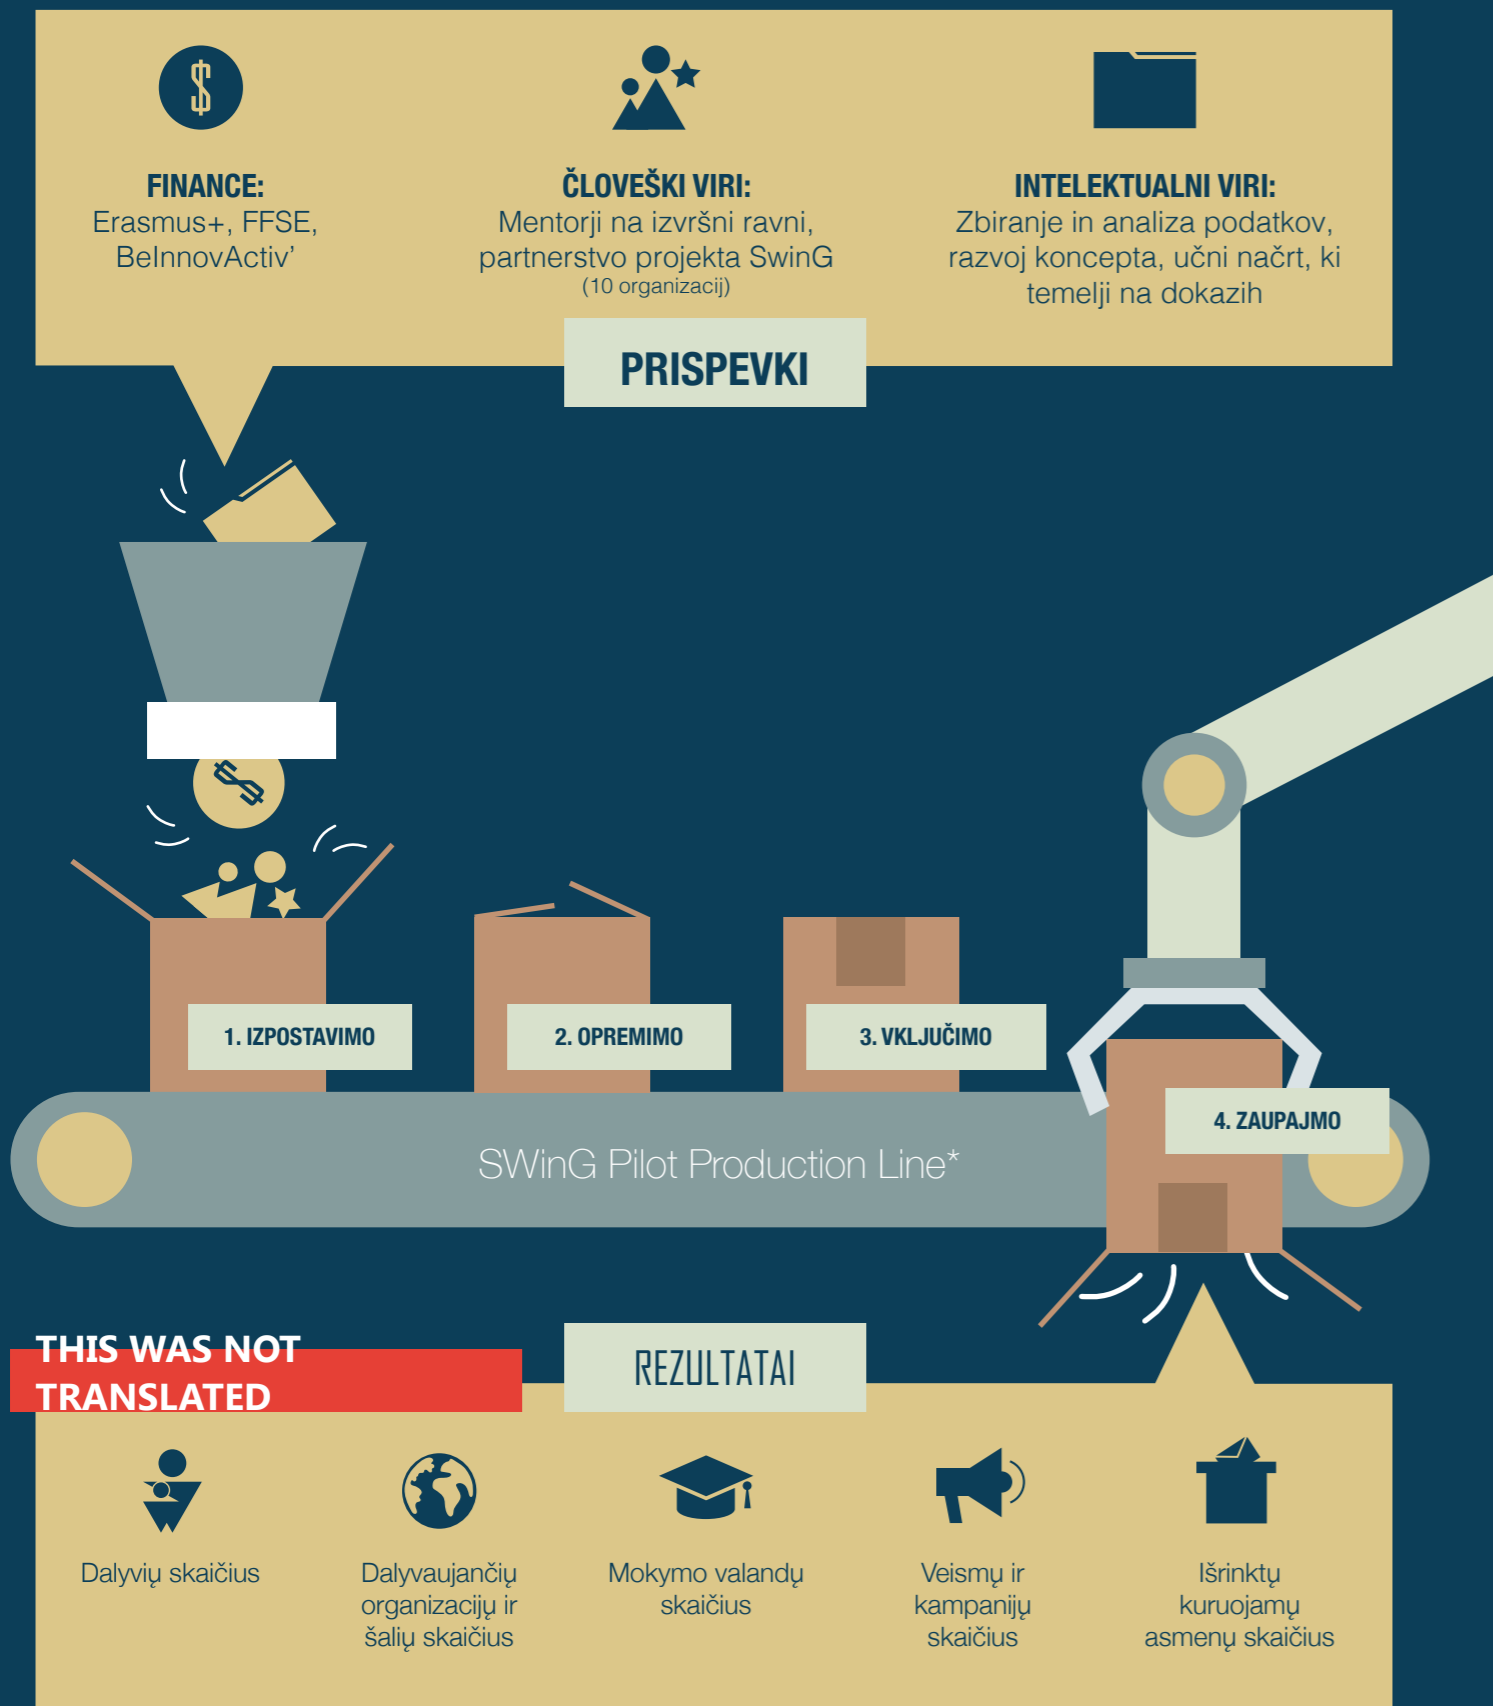 FINANCE:
Erasmus+, FFSE,
BeInnovActiv’
ČLOVEŠKI VIRI:
Mentorji na izvršni ravni,
partnerstvo projekta SwinG
(10 organizacij)
INTELEKTUALNI VIRI:
Zbiranje in analiza podatkov,
razvoj koncepta, učni načrt, ki
temelji na dokazih
PRISPEVKI
1. IZPOSTAVIMO
2. OPREMIMO
3. VKLJUČIMO
4. ZAUPAJMO
SWinG Pilot Production Line*
THIS WAS NOT
TRANSLATED
REZULTATAI
Dalyvių skaičius
Dalyvaujančių
organizacijų ir
šalių skaičius
Mokymo valandų
skaičius
Veismų ir
kampanijų
skaičius
Išrinktų
kuruojamų
asmenų skaičius